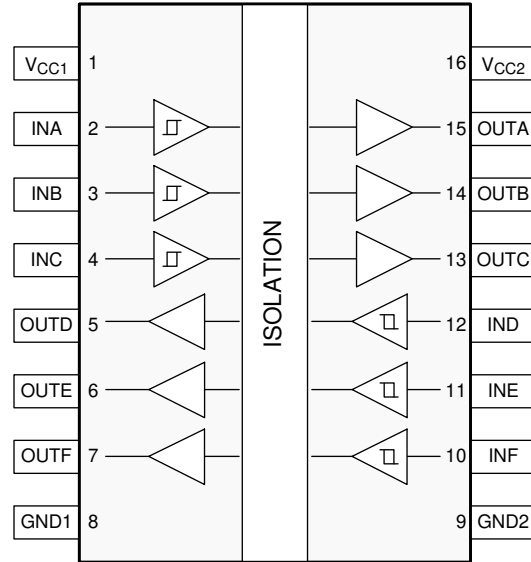 VCC1 1 16 VCC2
INA 2 15 OUTA
INB 3 14 OUTB
INC 4 13 OUTC
ISOLATION
OUTD 5 12 IND
OUTE 6 11 INE
OUTF 7 10 INF
GND1 8 9 GND2